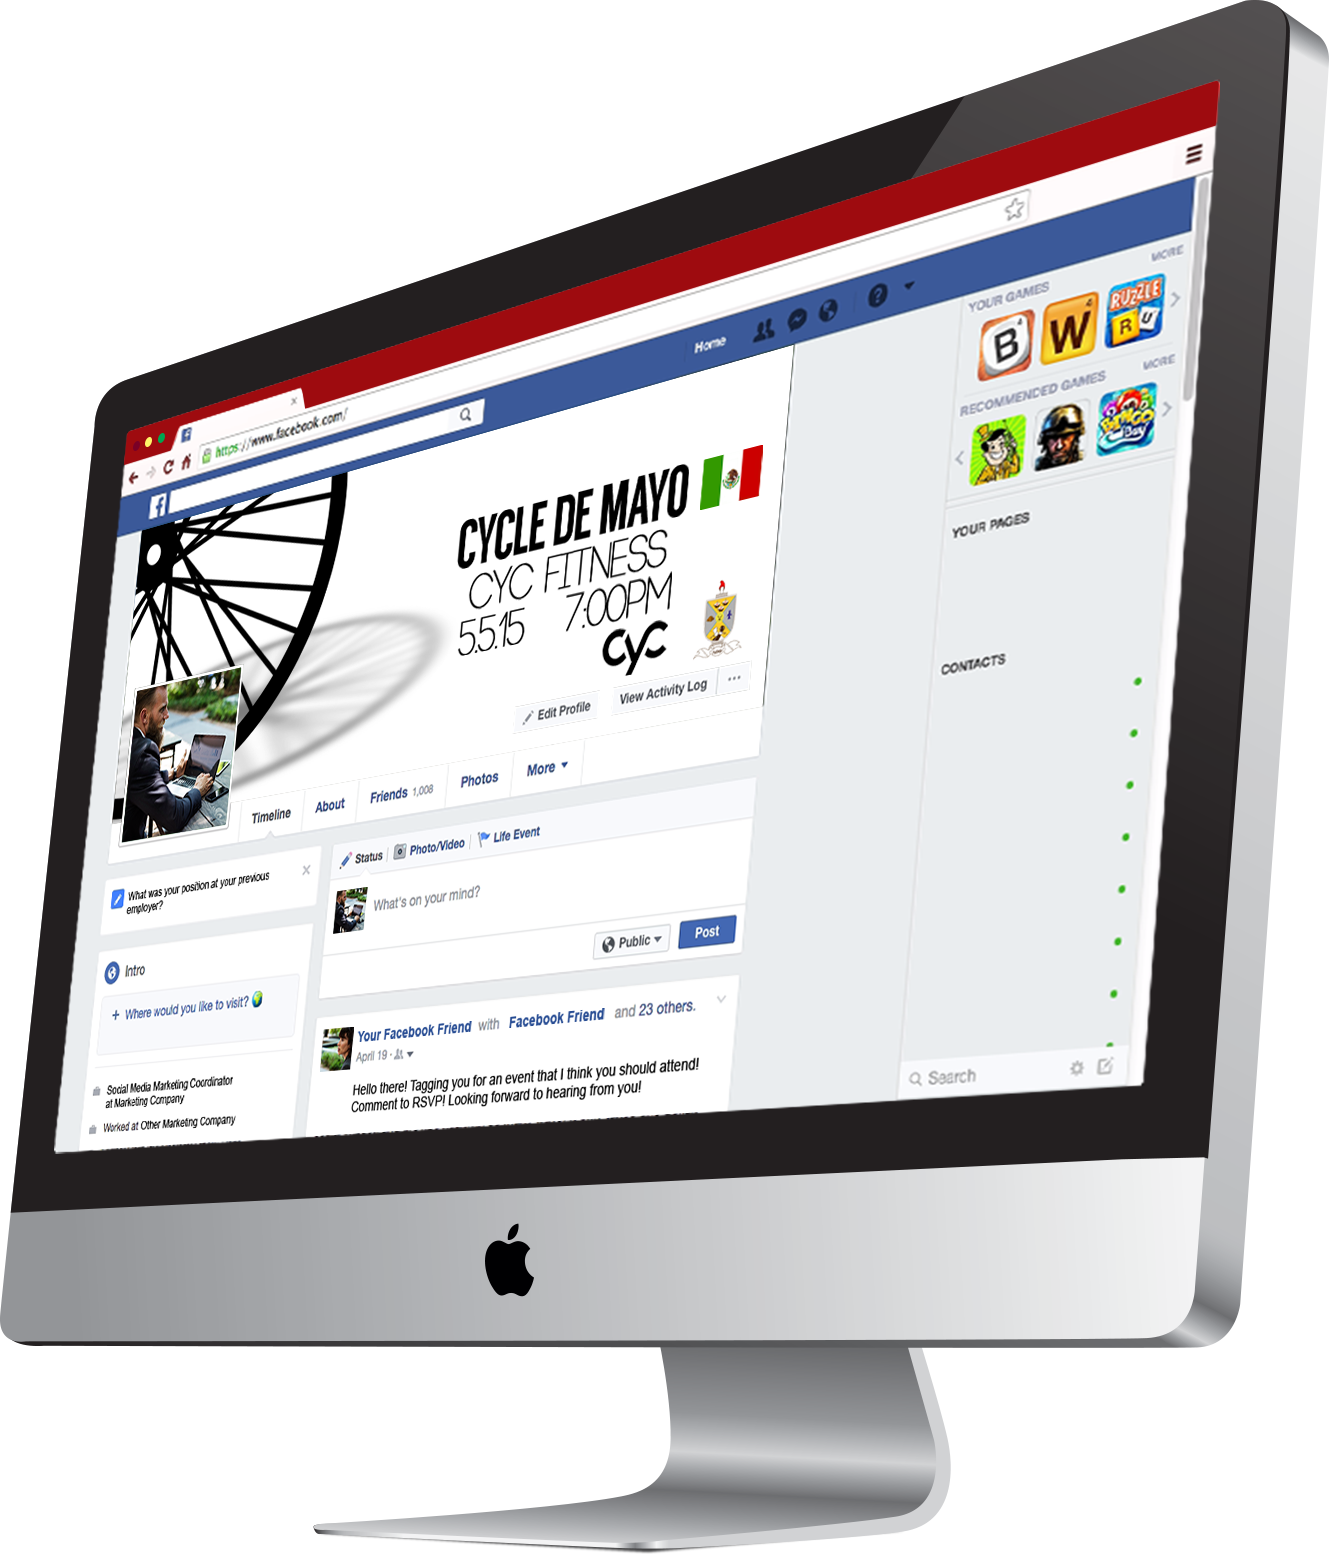 https://www.facebook.com/
Home
CYCLE DE MAYO
CYC FITNESS
5.5.15 7:00PM
CYC
Edit Profile
View Activity Log
Timeline
About
Friends 1,008
Photos
More
What was your position at your previous
employer?
Intro
+ Where would you like to visit?
Social Media Marketing Coordinator
at Marketing Company
Worked at Other Marketing Company
Status
Photo/Video
Life Event
What's on your mind?
Public
Post
Your Facebook Friend with Facebook Friend and 23 others.
April 19
Hello there! Tagging you for an event that I think you should attend!
Comment to RSVP! Looking forward to hearing from you!
MORE
YOUR GAMES
B 4
W 4
RUZZLE
R U
MORE
RECOMMENDED GAMES
BINGO
Bay
YOUR PAGES
CONTACTS
Search